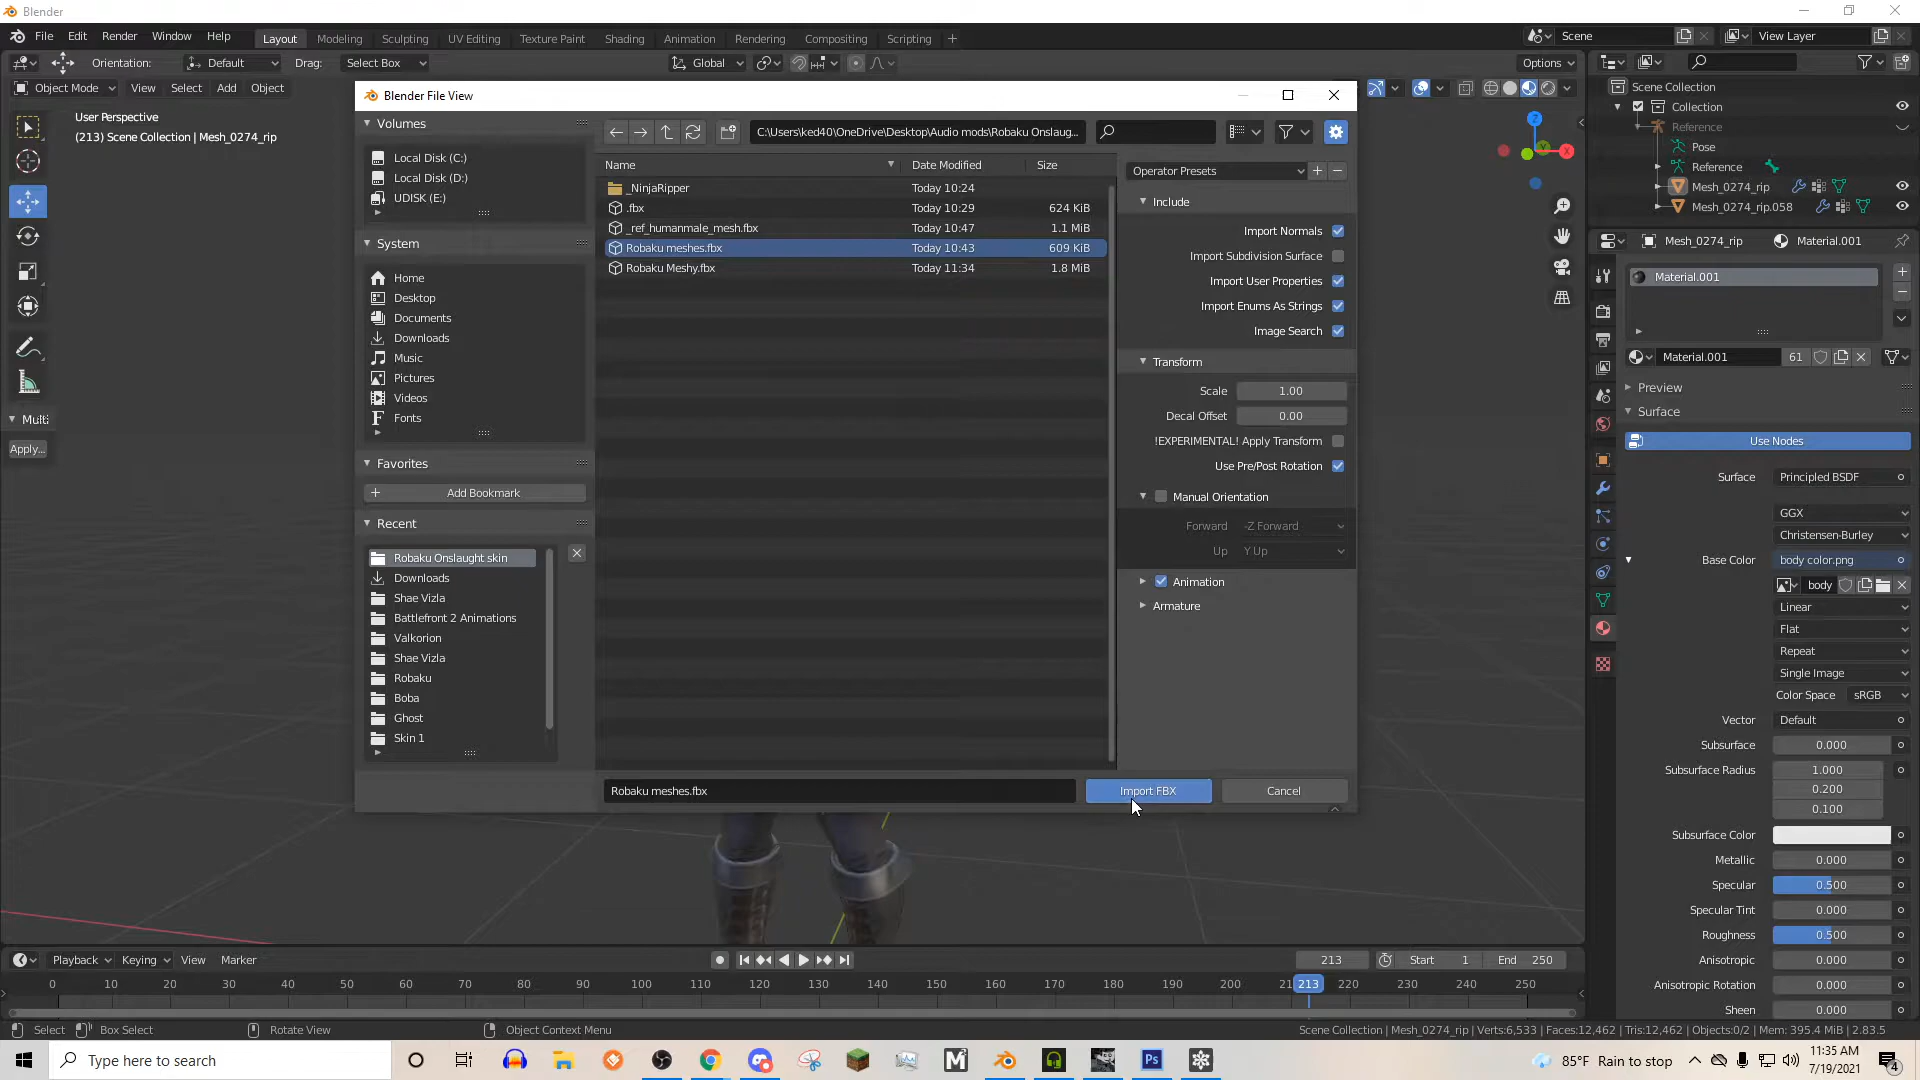 Blender
File Edit Render Window Help
Layout Modeling Sculpting UV Editing Texture Paint Shading Animation Rendering Compositing Scripting +
Scene View Layer
Orientation: Default Drag: Select Box Global Options
Object Mode View Select Add Object
User Perspective
(213) Scene Collection | Mesh_0274_rip
Blender File View
Volumes
Local Disk (C:)
Local Disk (D:)
UDISK (E:)
System
Home
Desktop
Documents
Downloads
Music
Pictures
Videos
Fonts
Favorites
Add Bookmark
Recent
Robaku Onslaught skin
Downloads
Shae Vizla
Battlefront 2 Animations
Valkorion
Shae Vizla
Robaku
Boba
Ghost
Skin 1
C:\Users\ked40\OneDrive\Desktop\Audio mods\Robaku Onslaug...
Name Date Modified Size
_NinjaRipper Today 10:24
.fbx Today 10:29 624 KiB
_ref_humanmale_mesh.fbx Today 10:47 1.1 MiB
Robaku meshes.fbx Today 10:43 609 KiB
Robaku Meshy.fbx Today 11:34 1.8 MiB
Robaku meshes.fbx
Import FBX
Cancel
Operator Presets
Include
Import Normals
Import Subdivision Surface
Import User Properties
Import Enums As Strings
Image Search
Transform
Scale 1.00
Decal Offset 0.00
!EXPERIMENTAL! Apply Transform
Use Pre/Post Rotation
Manual Orientation
Forward -Z Forward
Up Y Up
Animation
Armature
Z
X
Y
Multi
Apply...
Scene Collection
Collection
Reference
Pose
Reference
Mesh_0274_rip
Mesh_0274_rip.058
Mesh_0274_rip Material.001
Material.001
Material.001 61
Preview
Surface
Use Nodes
Surface Principled BSDF
GGX
Christensen-Burley
Base Color body color.png
body
Linear
Flat
Repeat
Single Image
Color Space sRGB
Vector Default
Subsurface 0.000
Subsurface Radius 1.000
0.200
0.100
Subsurface Color
Metallic 0.000
Specular 0.500
Specular Tint 0.000
Roughness 0.500
Anisotropic 0.000
Anisotropic Rotation 0.000
Sheen 0.000
Playback Keying View Marker 213 Start 1 End 250
0 10 20 30 40 50 60 70 80 90 100 110 120 130 140 150 160 170 180 190 200 21 213 220 230 240 250
Select Box Select Rotate View Object Context Menu
Scene Collection | Mesh_0274_rip | Verts:6,533 | Faces:12,462 | Tris:12,462 | Objects:0/2 | Mem: 395.4 MiB | 2.83.5
Type here to search
Ps
85°F Rain to stop
11:35 AM
7/19/2021
4